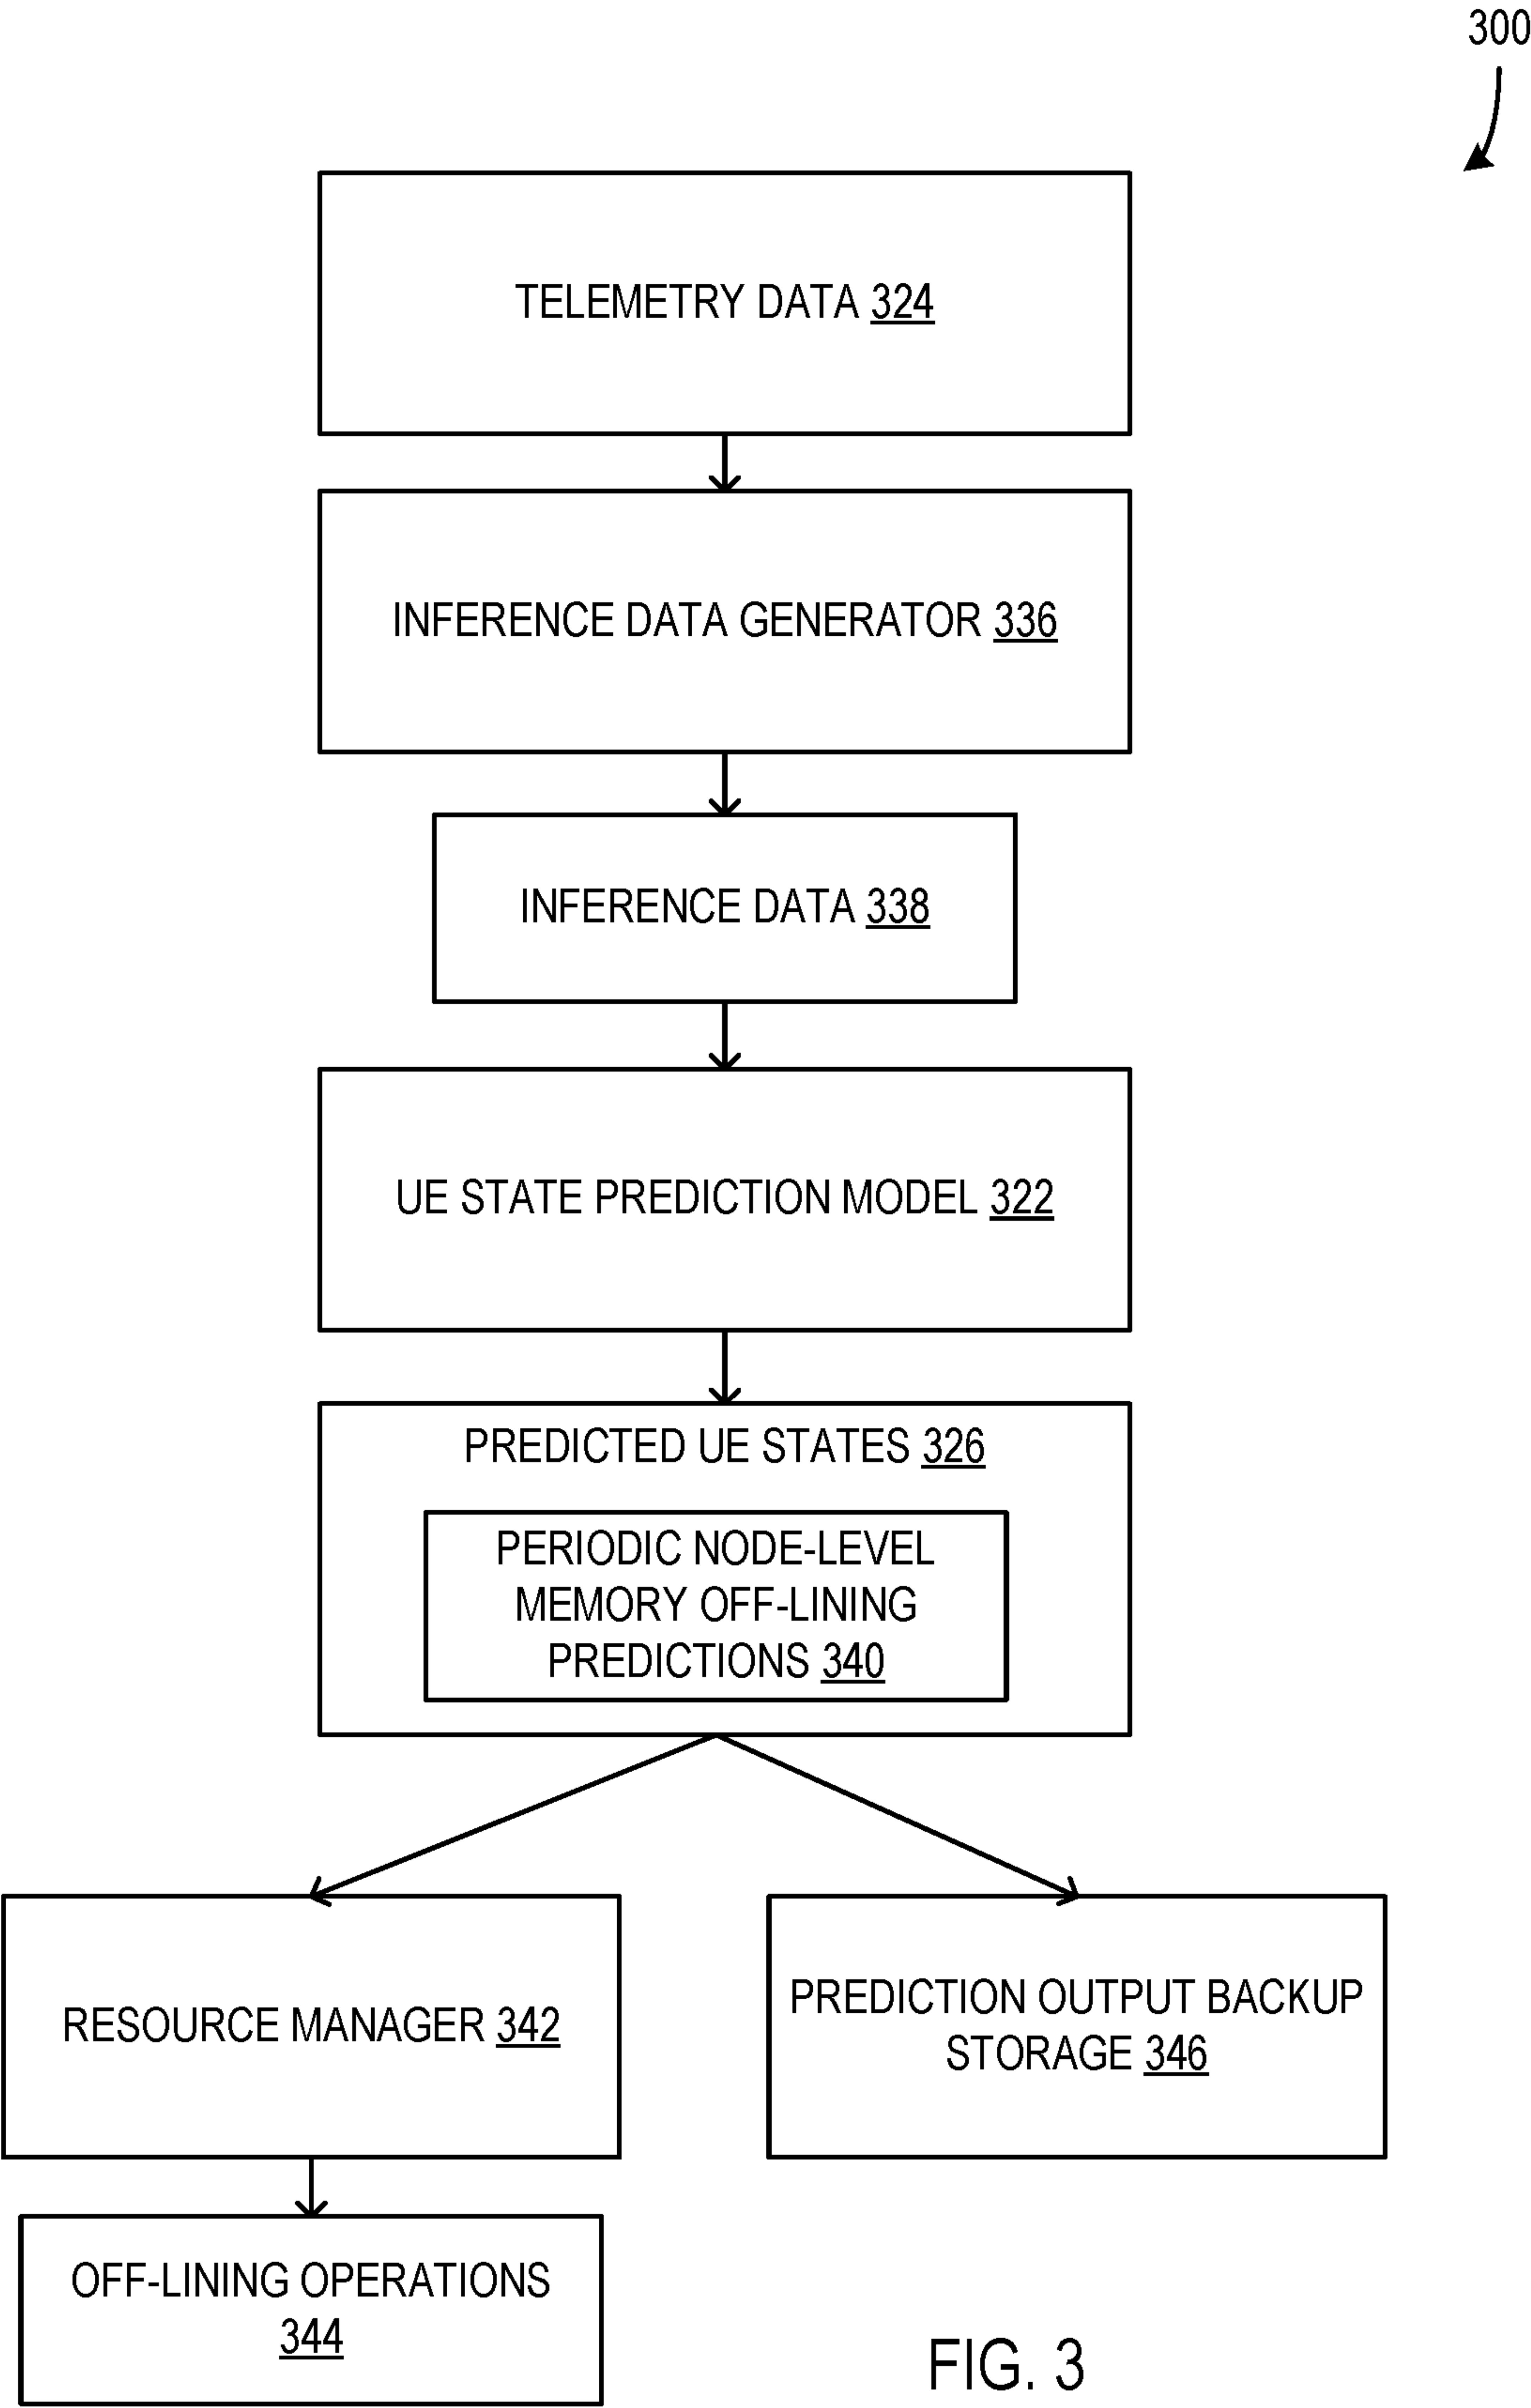 300
TELEMETRY DATA 324
INFERENCE DATA GENERATOR 336
INFERENCE DATA 338
UE STATE PREDICTION MODEL 322
PREDICTED UE STATES 326
PERIODIC NODE-LEVEL
MEMORY OFF-LINING
PREDICTIONS 340
RESOURCE MANAGER 342
PREDICTION OUTPUT BACKUP
STORAGE 346
OFF-LINING OPERATIONS
344
FIG. 3